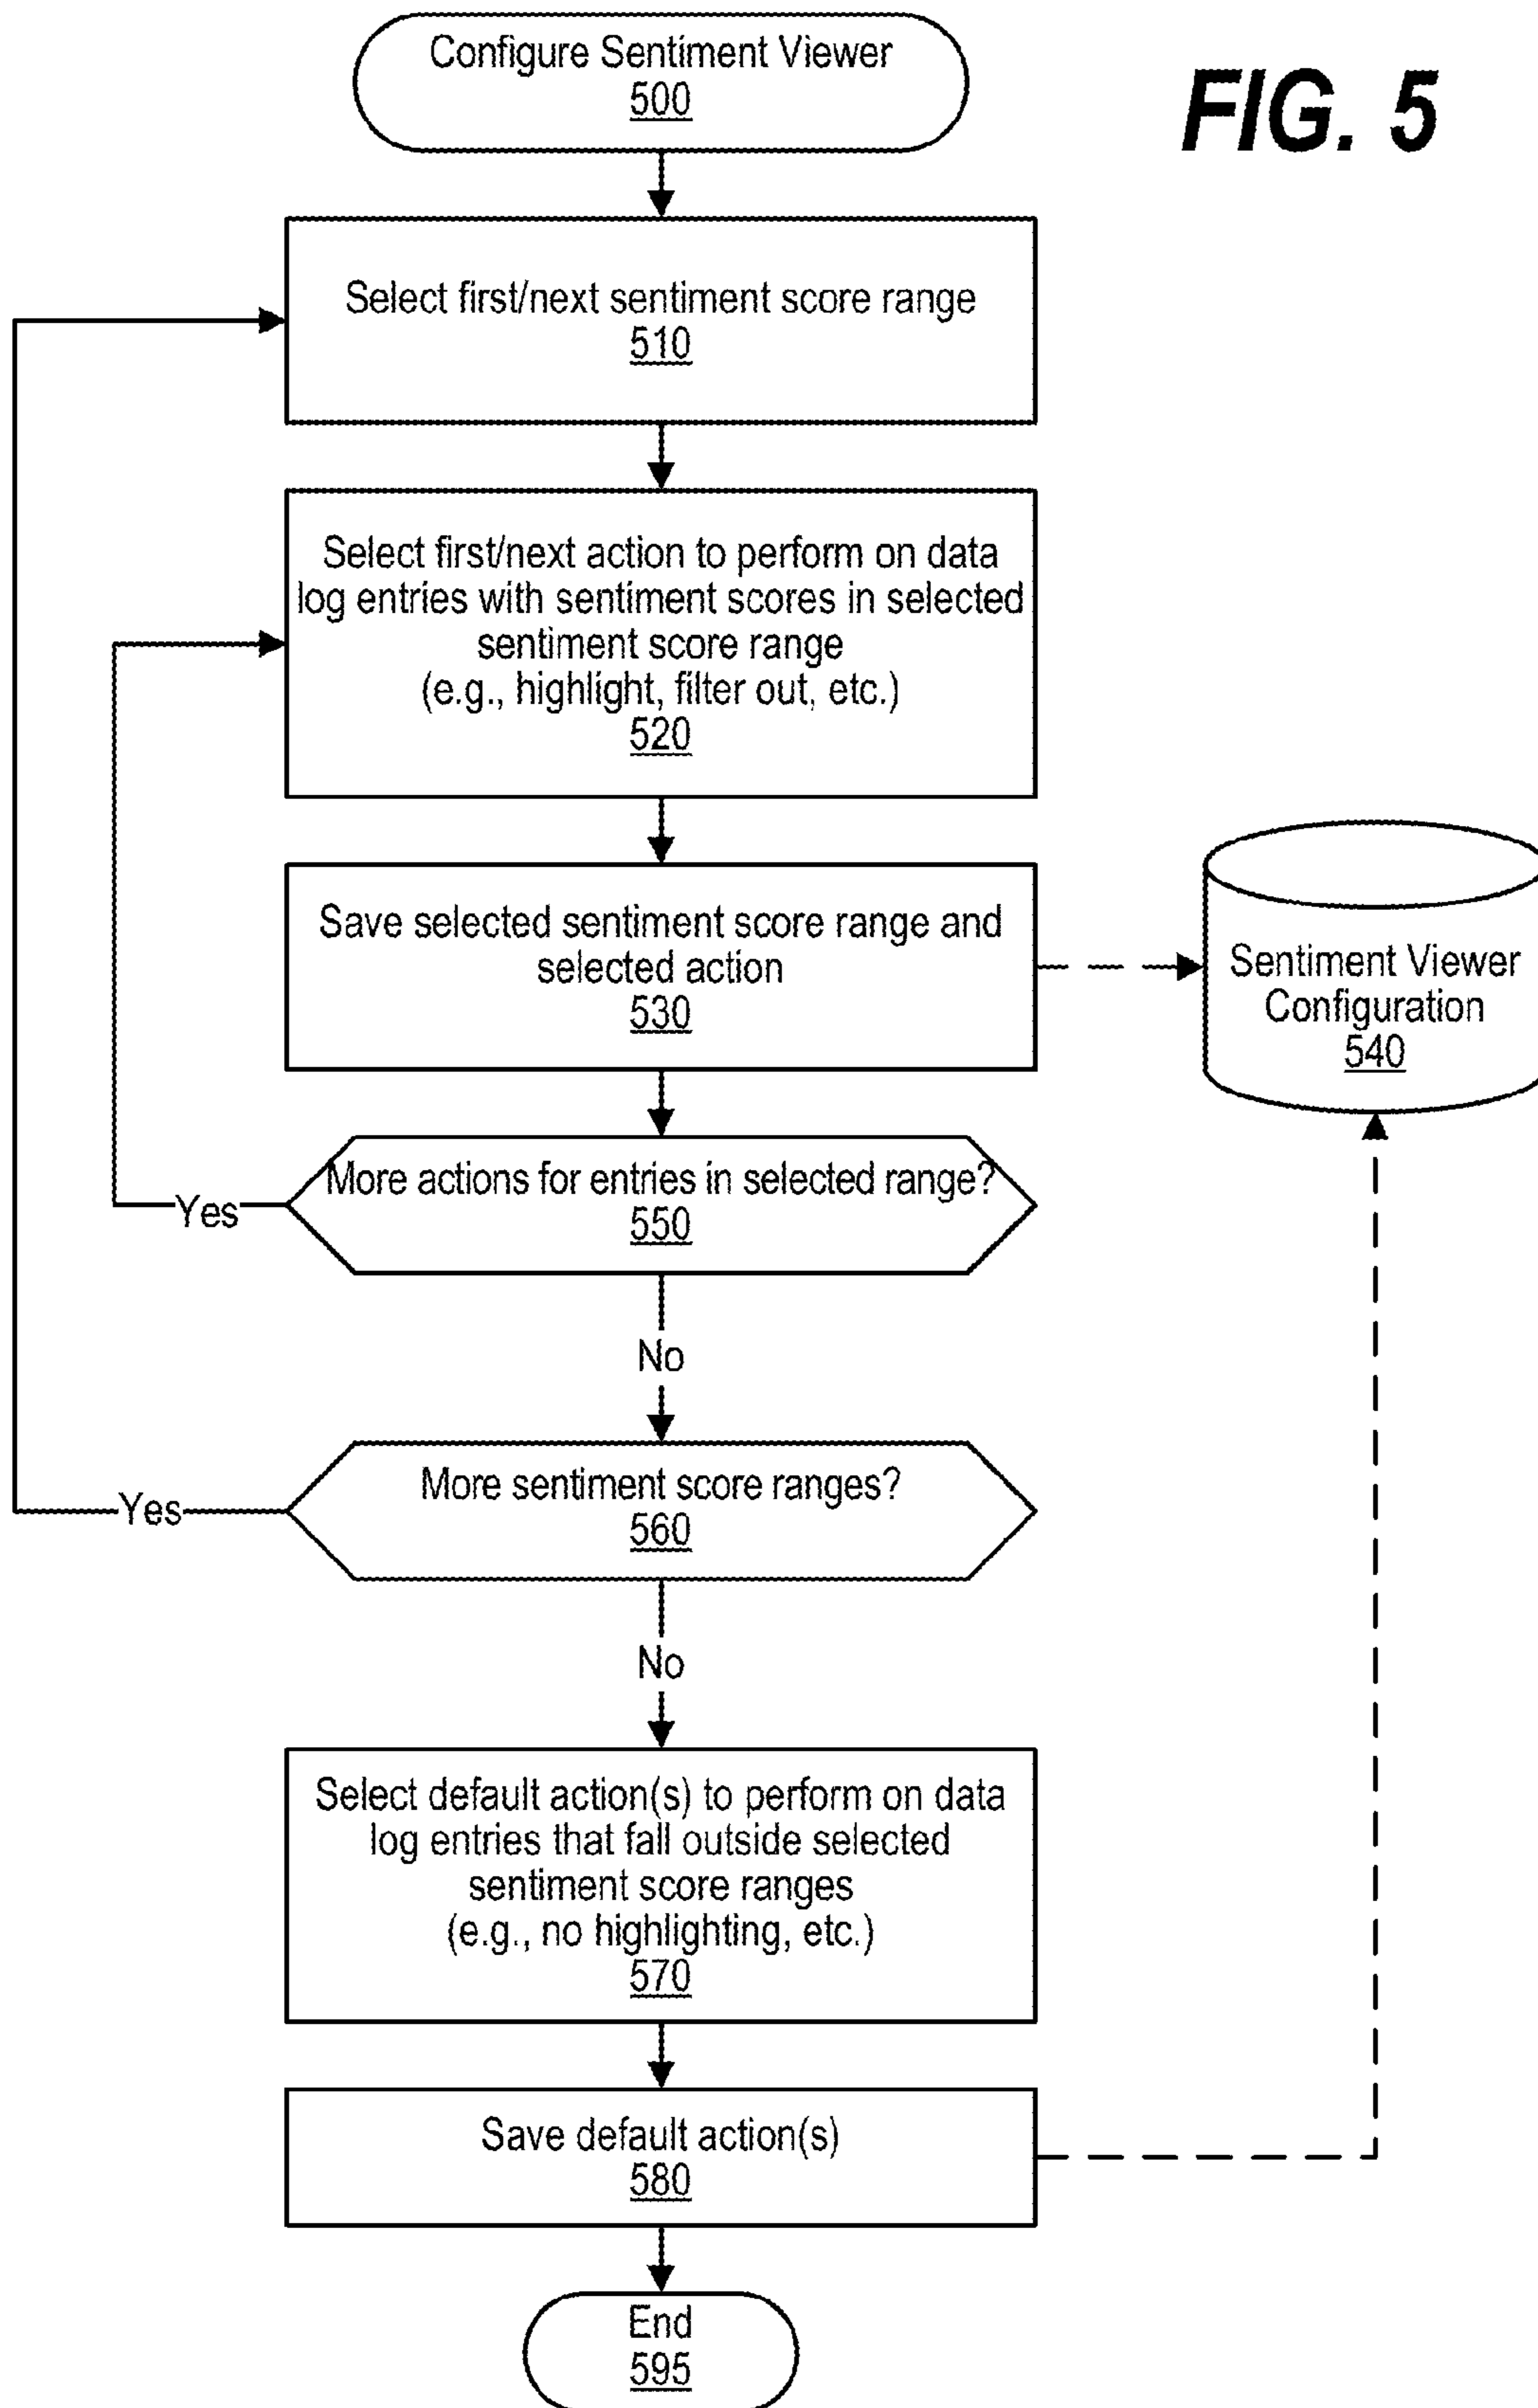 Configure Sentiment Viewer
500
FIG. 5
Select first/next sentiment score range
510
Select first/next action to perform on data
log entries with sentiment scores in selected
sentiment score range
(e.g., highlight, filter out, etc.)
520
Save selected sentiment score range and
selected action
530
Sentiment Viewer
Configuration
540
More actions for entries in selected range?
550
Yes
No
More sentiment score ranges?
560
Yes
No
Select default action(s) to perform on data
log entries that fall outside selected
sentiment score ranges
(e.g., no highlighting, etc.)
570
Save default action(s)
580
End
595